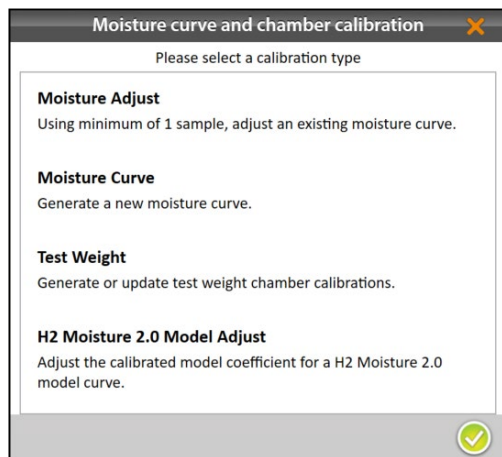 Moisture curve and chamber calibration
Please select a calibration type
Moisture Adjust
Using minimum of 1 sample, adjust an existing moisture curve.
Moisture Curve
Generate a new moisture curve.
Test Weight
Generate or update test weight chamber calibrations.
H2 Moisture 2.0 Model Adjust
Adjust the calibrated model coefficient for a H2 Moisture 2.0
model curve.